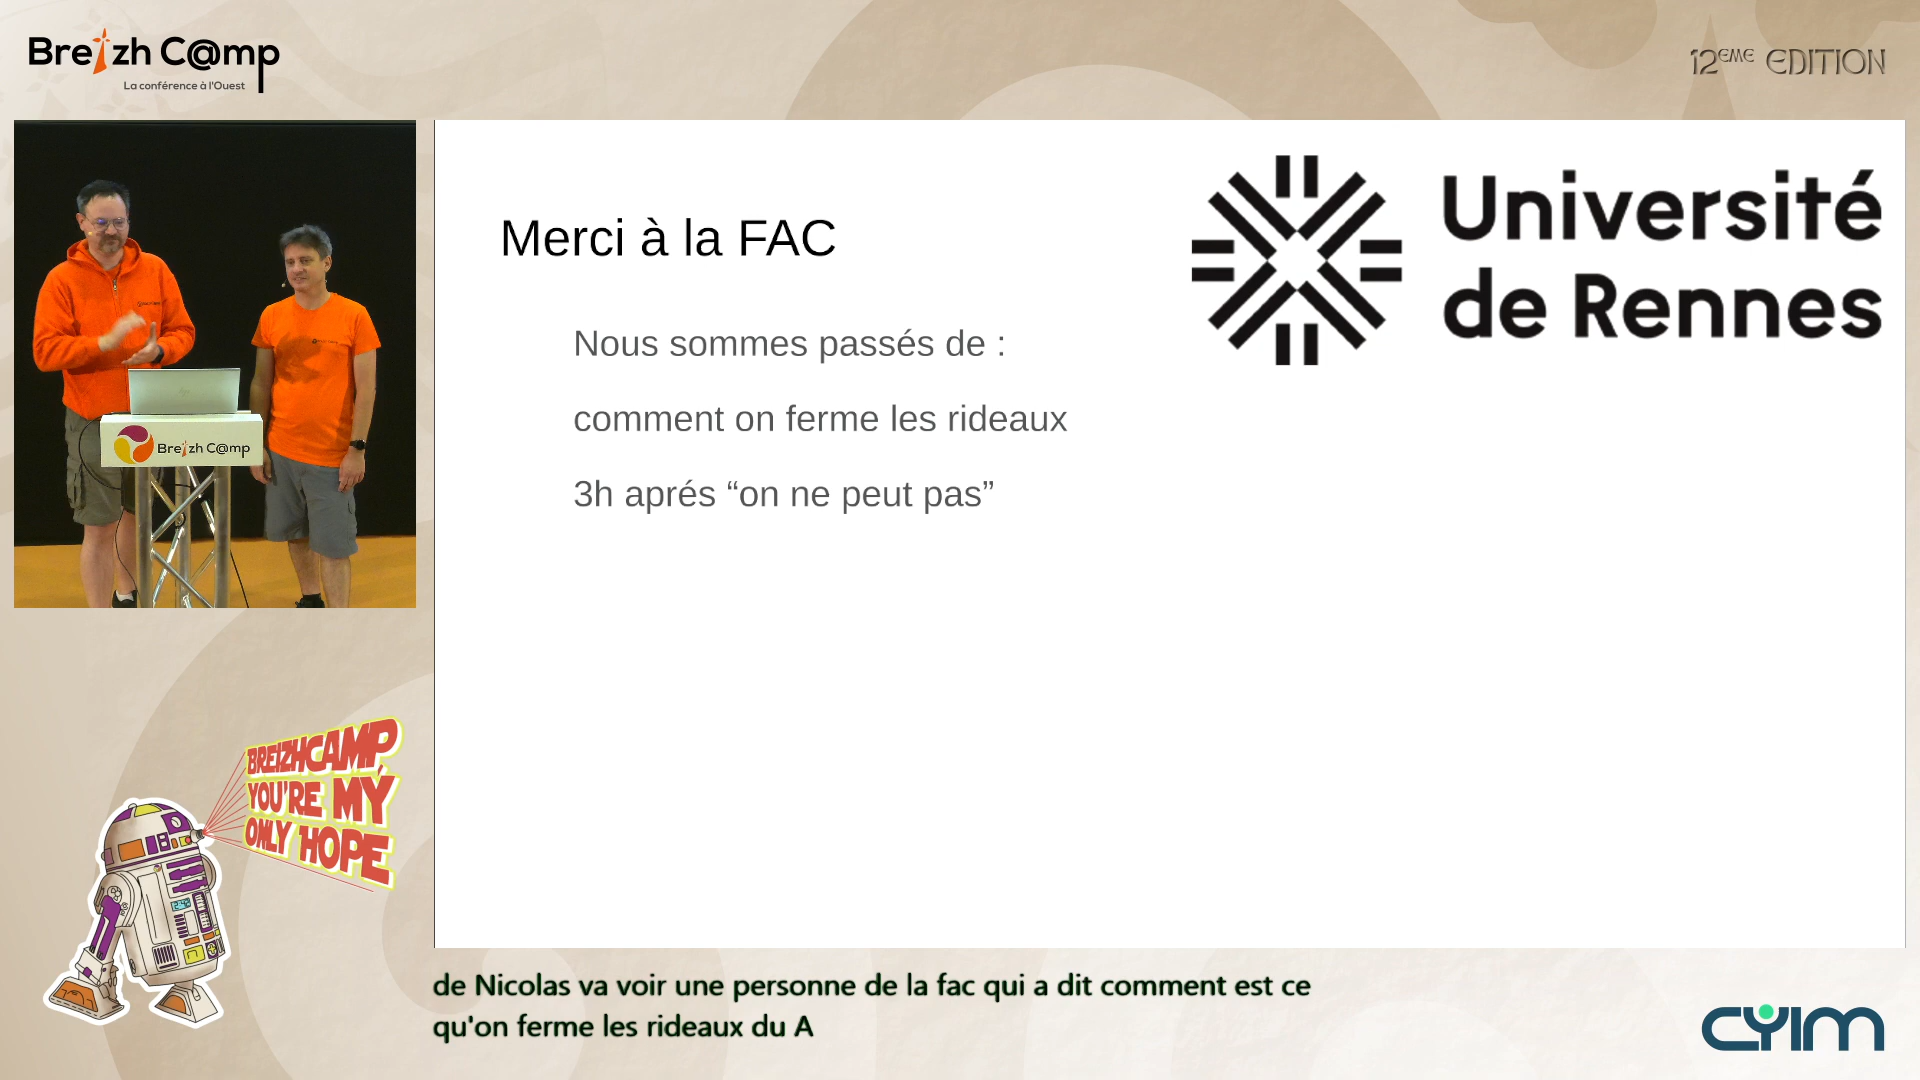 Breizh C@mp
La conférence à l'Ouest
12EME EDITION
Merci à la FAC
Université
de Rennes
Nous sommes passés de :
comment on ferme les rideaux
3h aprés “on ne peut pas”
Breizh C@mp
BREIZHCAMP,
YOU'RE MY
ONLY HOPE
de Nicolas va voir une personne de la fac qui a dit comment est ce
qu'on ferme les rideaux du A
CYIM